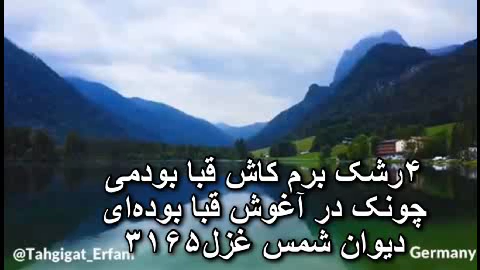 ۴رشک برم کاش قبا بودمی
چونک در آغوش قبا بوده‌ای
دیوان شمس غزل۳۱۶۵
@Tahgigat_Erfani
Germany